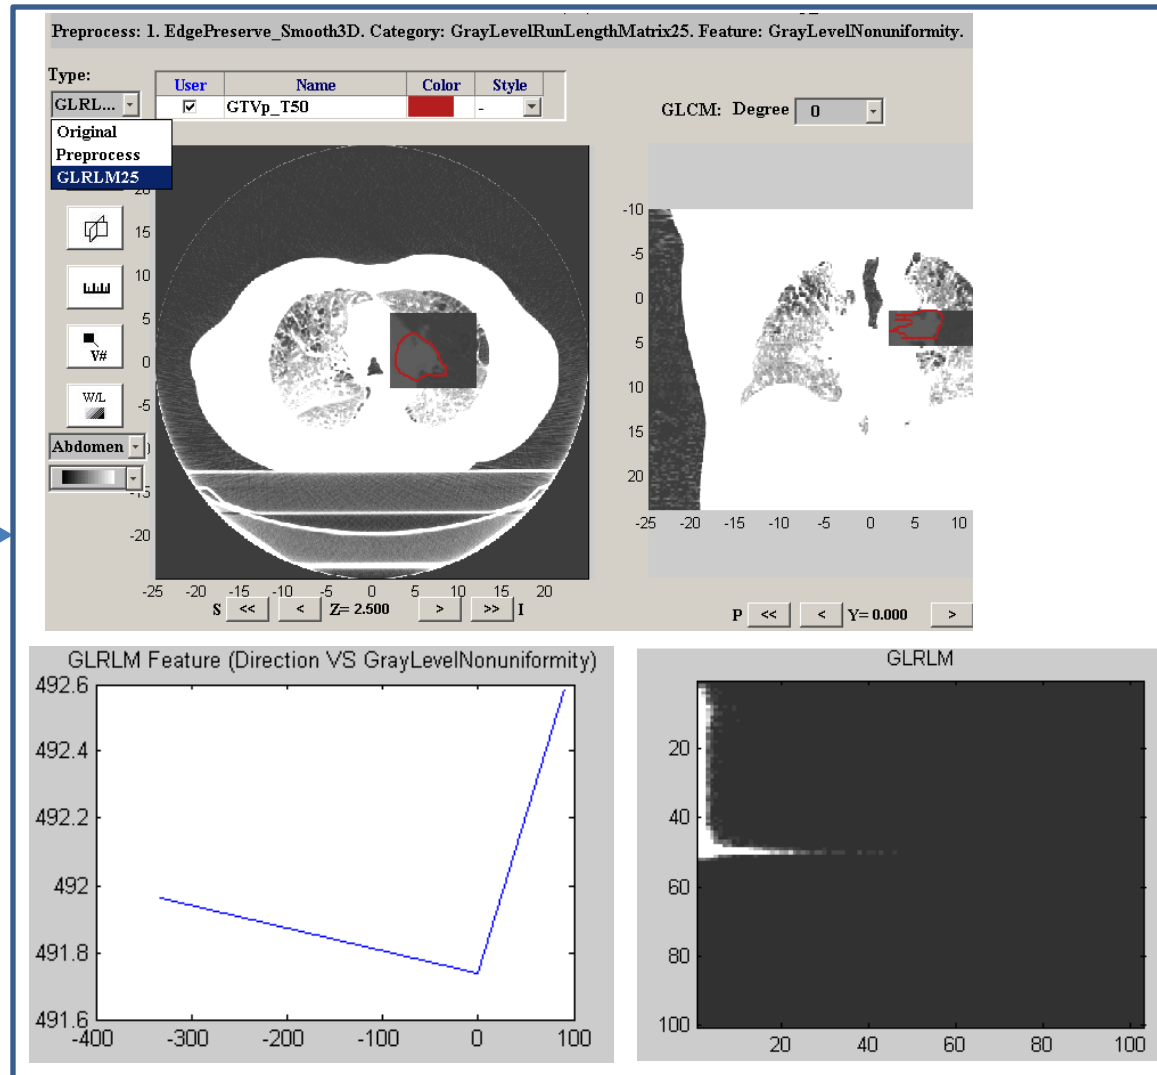 Preprocess: 1. EdgePreserve_Smooth3D. Category: GrayLevelRunLengthMatrix25. Feature: GrayLevelNonuniformity.
Type:
GLRL...
User Name Color Style
GTVp_T50 -
GLCM: Degree 0
Original
Preprocess
GLRLM25
15
10
5
0
-5
-20
V#
W/L
Abdomen
-25 -20 -15 -10 -5 0 5 10 15 20
S << < Z= 2.500 > >> I
-10
-5
0
5
10
15
20
-25 -20 -15 -10 -5 0 5 10
P << < Y= 0.000 >
GLRLM Feature (Direction VS GrayLevelNonuniformity)
492.6
492.4
492.2
492
491.8
491.6
-400 -300 -200 -100 0 100
GLRLM
20
40
60
80
100
20 40 60 80 100